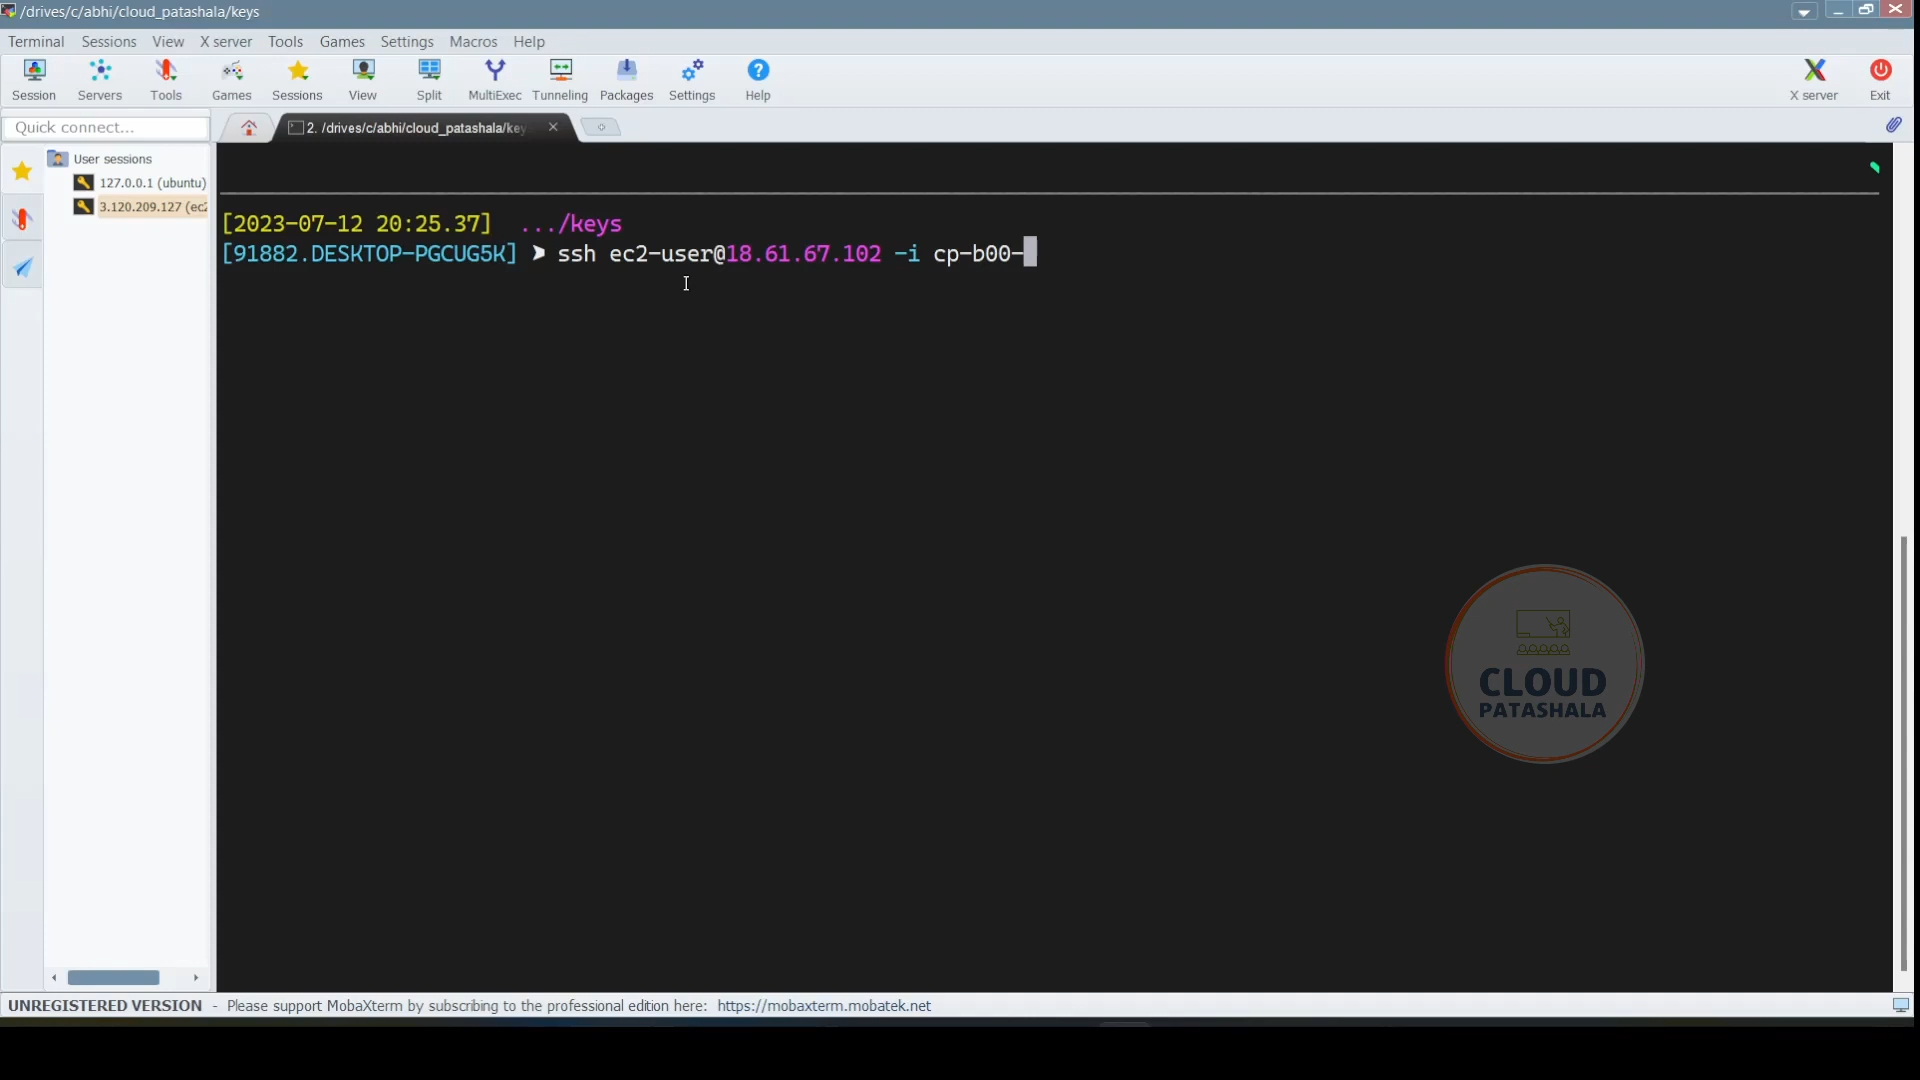 /drives/c/abhi/cloud_patashala/keys
Terminal Sessions View X server Tools Games Settings Macros Help
Session Servers Tools Games Sessions View Split MultiExec Tunneling Packages Settings Help X server Exit
Quick connect...
2. /drives/c/abhi/cloud_patashala/key
User sessions
127.0.0.1 (ubuntu)
3.120.209.127 (ec2
[2023-07-12 20:25.37] .../keys
[91882.DESKTOP-PGCUG5K] ➤ ssh ec2-user@18.61.67.102 -i cp-b00-
CLOUD
PATASHALA
UNREGISTERED VERSION - Please support MobaXterm by subscribing to the professional edition here: https://mobaxterm.mobatek.net